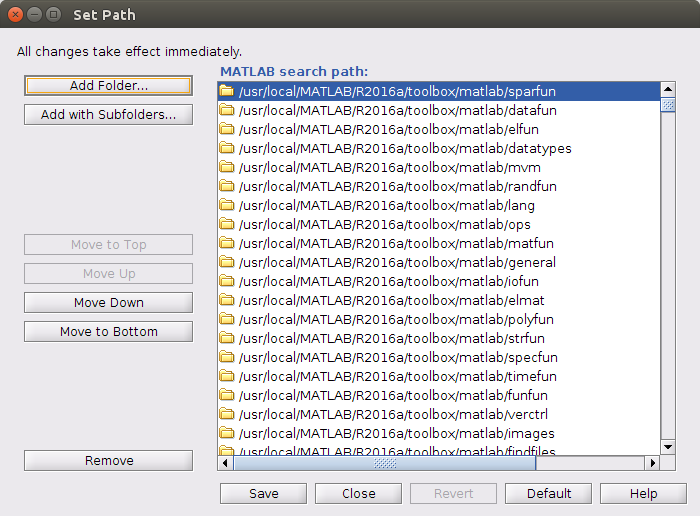 Set Path
All changes take effect immediately.
Add Folder...
Add with Subfolders...
Move to Top
Move Up
Move Down
Move to Bottom
Remove
MATLAB search path:
/usr/local/MATLAB/R2016a/toolbox/matlab/sparfun
/usr/local/MATLAB/R2016a/toolbox/matlab/datafun
/usr/local/MATLAB/R2016a/toolbox/matlab/elfun
/usr/local/MATLAB/R2016a/toolbox/matlab/datatypes
/usr/local/MATLAB/R2016a/toolbox/matlab/mvm
/usr/local/MATLAB/R2016a/toolbox/matlab/randfun
/usr/local/MATLAB/R2016a/toolbox/matlab/lang
/usr/local/MATLAB/R2016a/toolbox/matlab/ops
/usr/local/MATLAB/R2016a/toolbox/matlab/matfun
/usr/local/MATLAB/R2016a/toolbox/matlab/general
/usr/local/MATLAB/R2016a/toolbox/matlab/iofun
/usr/local/MATLAB/R2016a/toolbox/matlab/elmat
/usr/local/MATLAB/R2016a/toolbox/matlab/polyfun
/usr/local/MATLAB/R2016a/toolbox/matlab/strfun
/usr/local/MATLAB/R2016a/toolbox/matlab/specfun
/usr/local/MATLAB/R2016a/toolbox/matlab/timefun
/usr/local/MATLAB/R2016a/toolbox/matlab/funfun
/usr/local/MATLAB/R2016a/toolbox/matlab/verctrl
/usr/local/MATLAB/R2016a/toolbox/matlab/images
/usr/local/MATLAB/R2016a/toolbox/matlab/findfiles
Save
Close
Revert
Default
Help